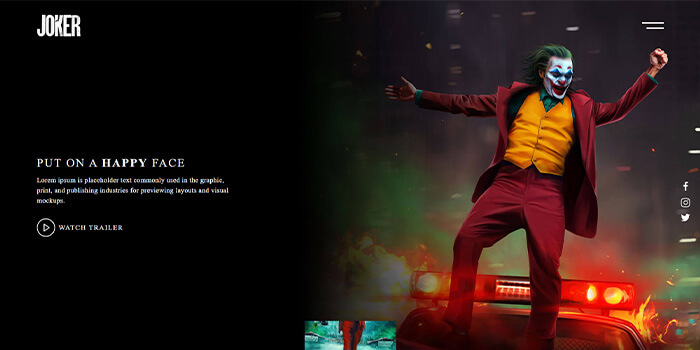 JOKER
PUT ON A HAPPY FACE
Lorem ipsum is placeholder text commonly used in the graphic,
print, and publishing industries for previewing layouts and visual
mockups.
WATCH TRAILER